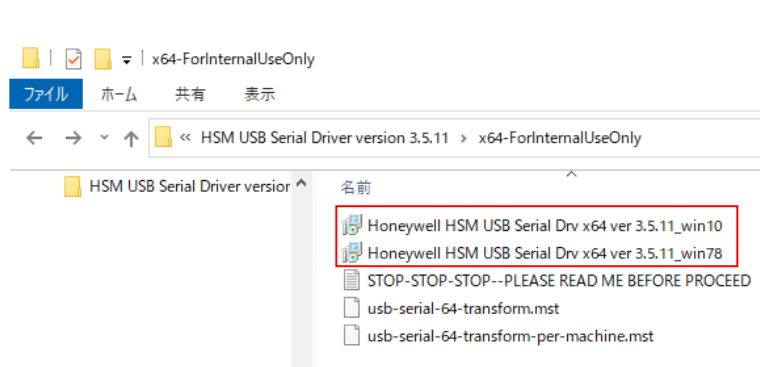 x64-ForInternalUseOnly
ファイル ホーム 共有 表示
« HSM USB Serial Driver version 3.5.11 > x64-ForInternalUseOnly
HSM USB Serial Driver version
名前
Honeywell HSM USB Serial Drv x64 ver 3.5.11_win10
Honeywell HSM USB Serial Drv x64 ver 3.5.11_win78
STOP-STOP-STOP--PLEASE READ ME BEFORE PROCEED
usb-serial-64-transform.mst
usb-serial-64-transform-per-machine.mst